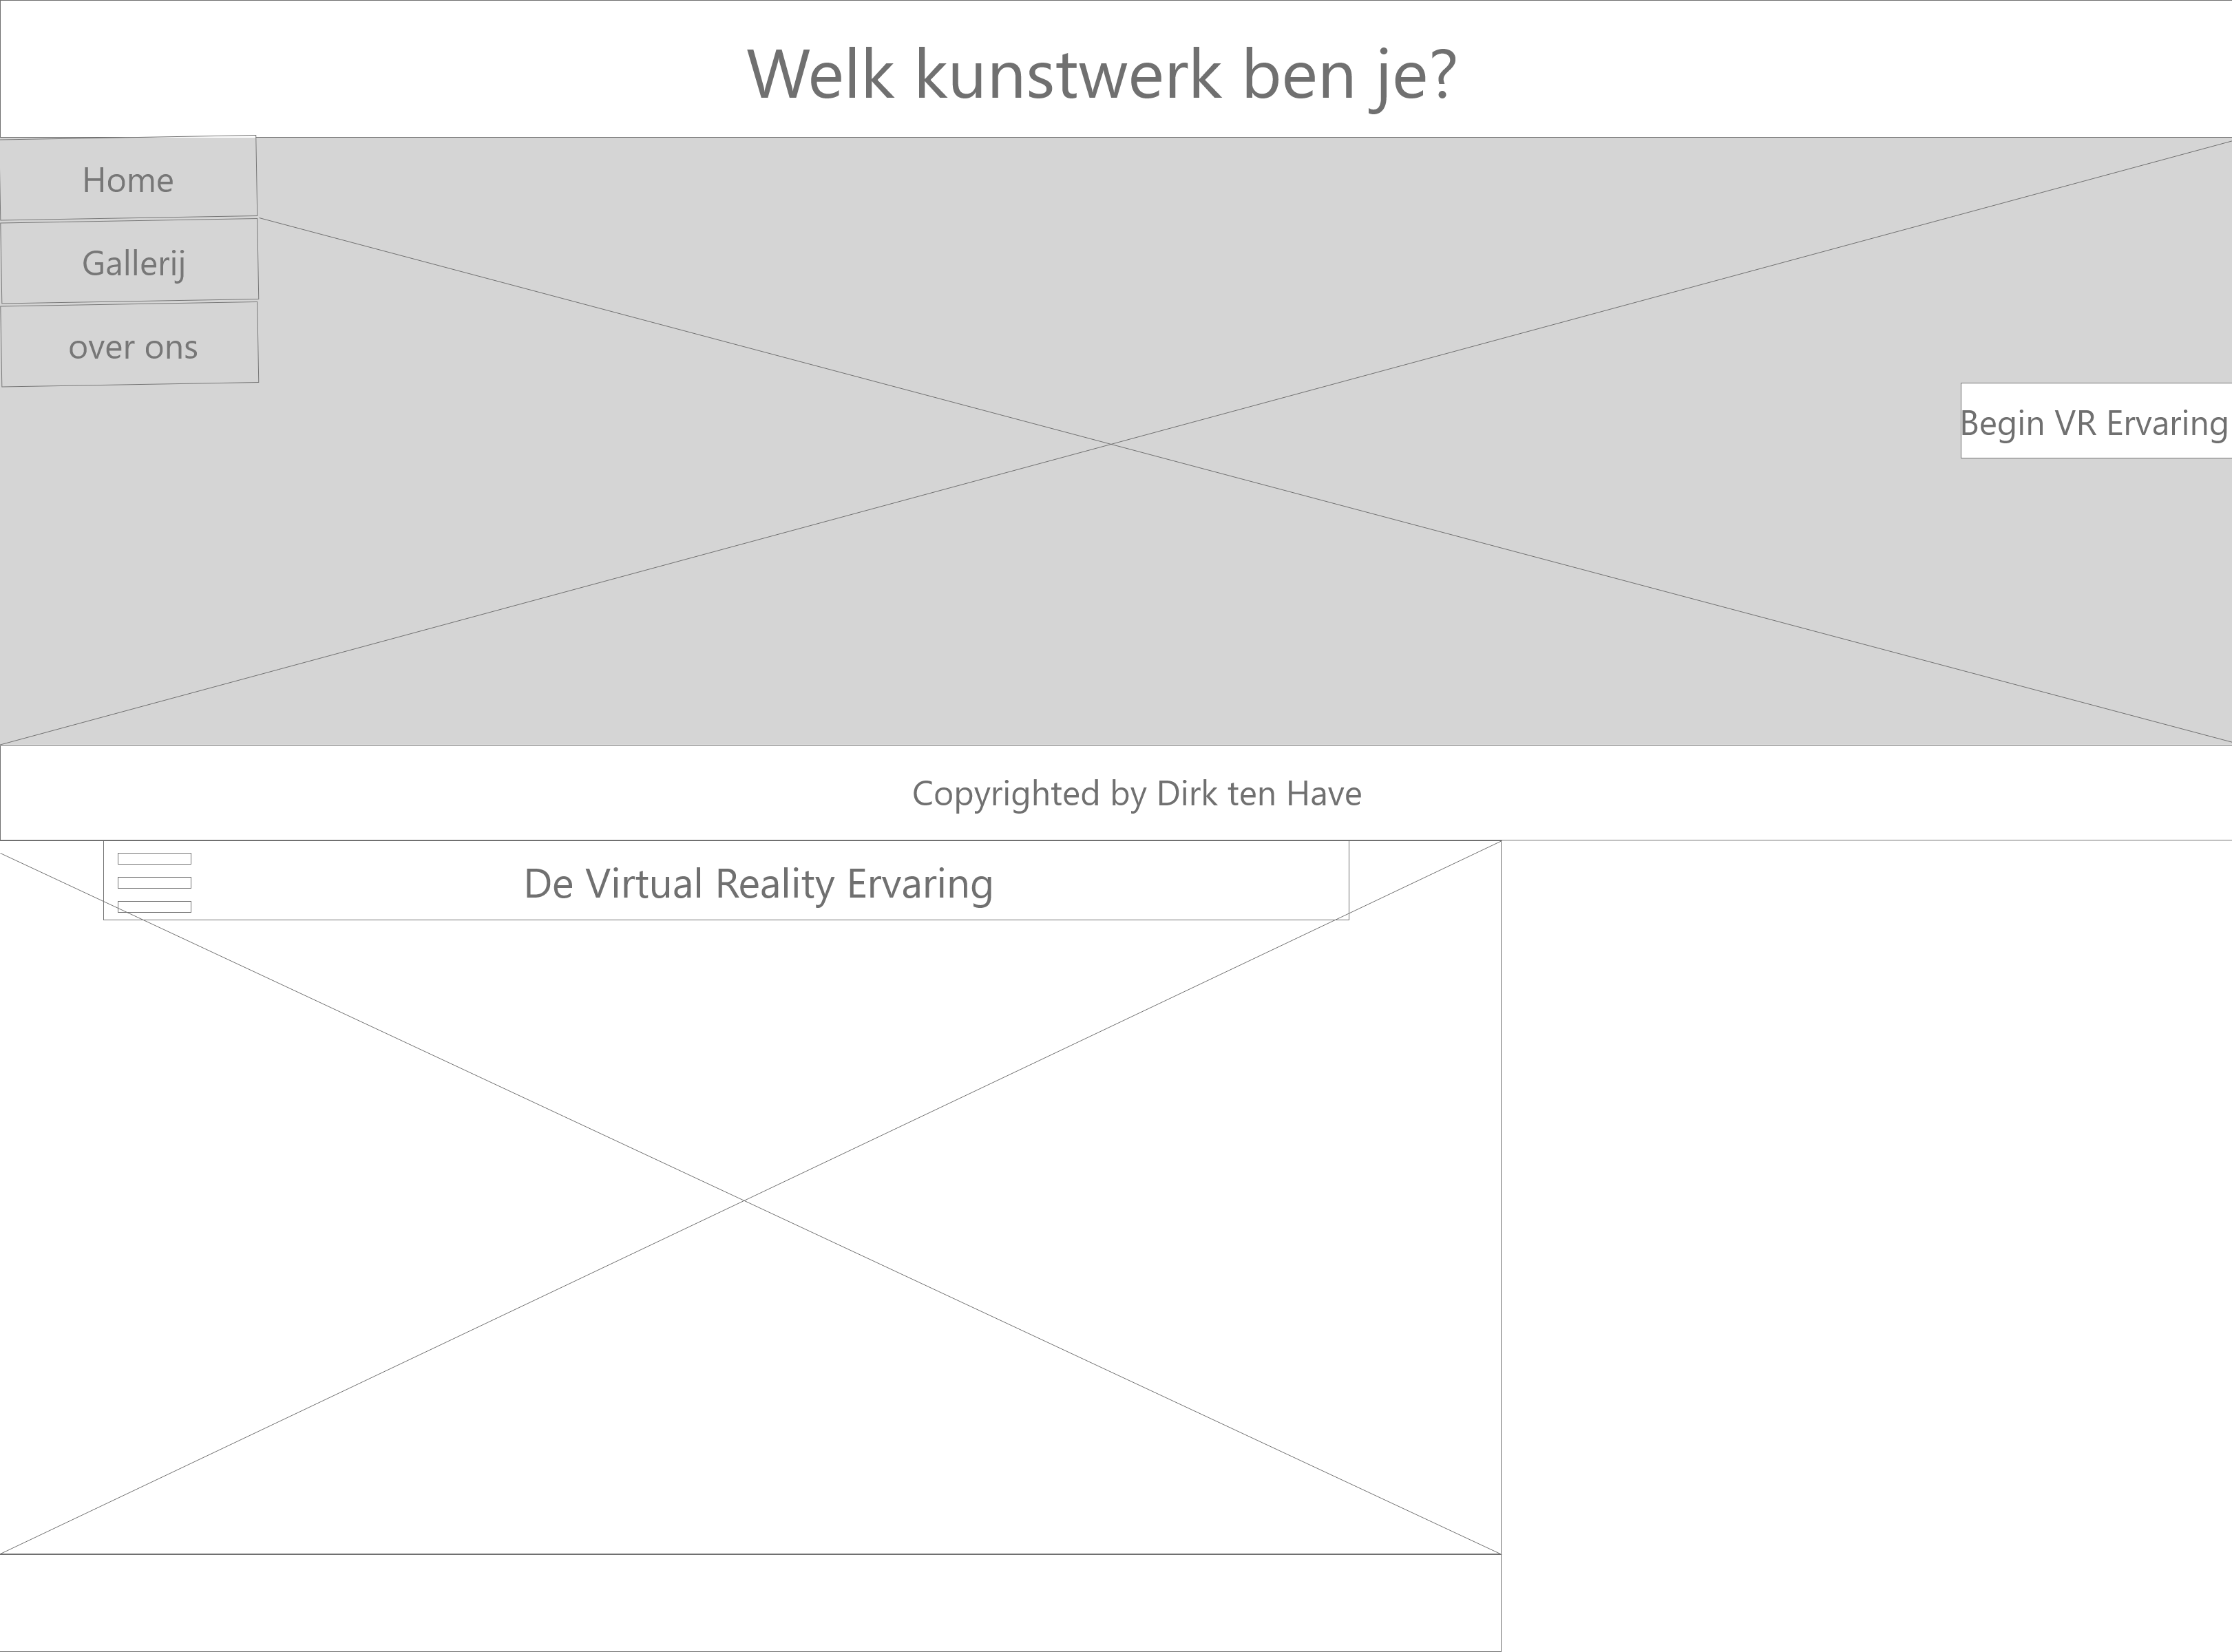 Welk kunstwerk ben je?
Home
Gallerij
over ons
Begin VR Ervaring
Copyrighted by Dirk ten Have
De Virtual Reality Ervaring